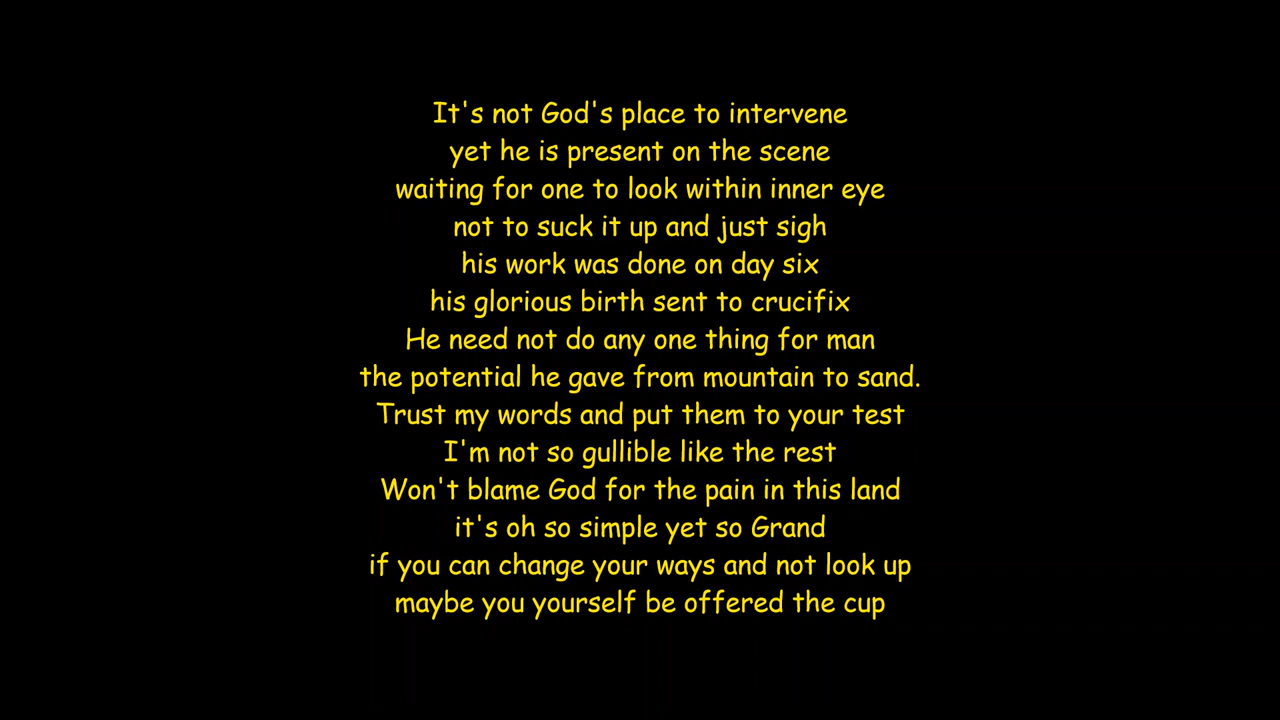 It's not God's place to intervene
yet he is present on the scene
waiting for one to look within inner eye
not to suck it up and just sigh
his work was done on day six
his glorious birth sent to crucifix
He need not do any one thing for man
the potential he gave from mountain to sand.
Trust my words and put them to your test
I'm not so gullible like the rest
Won't blame God for the pain in this land
it's oh so simple yet so Grand
if you can change your ways and not look up
maybe you yourself be offered the cup